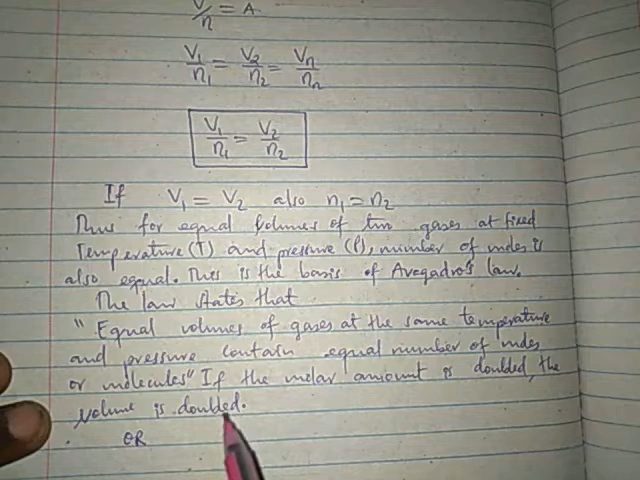 V/n = A
V1/n1 = V2/n2 = Vn/nn
V1/n1 = V2/n2
If V1 = V2 also n1 = n2
Thus for equal Volumes of two gases at fixed
Temperature (T) and pressure (P), number of moles is
also equal. This is the basis of Avogadro's law.
The law states that
"Equal volumes of gases at the same temperature
and pressure contain equal number of moles
or molecules" If the molar amount is doubled, the
volume is doubled.
OR